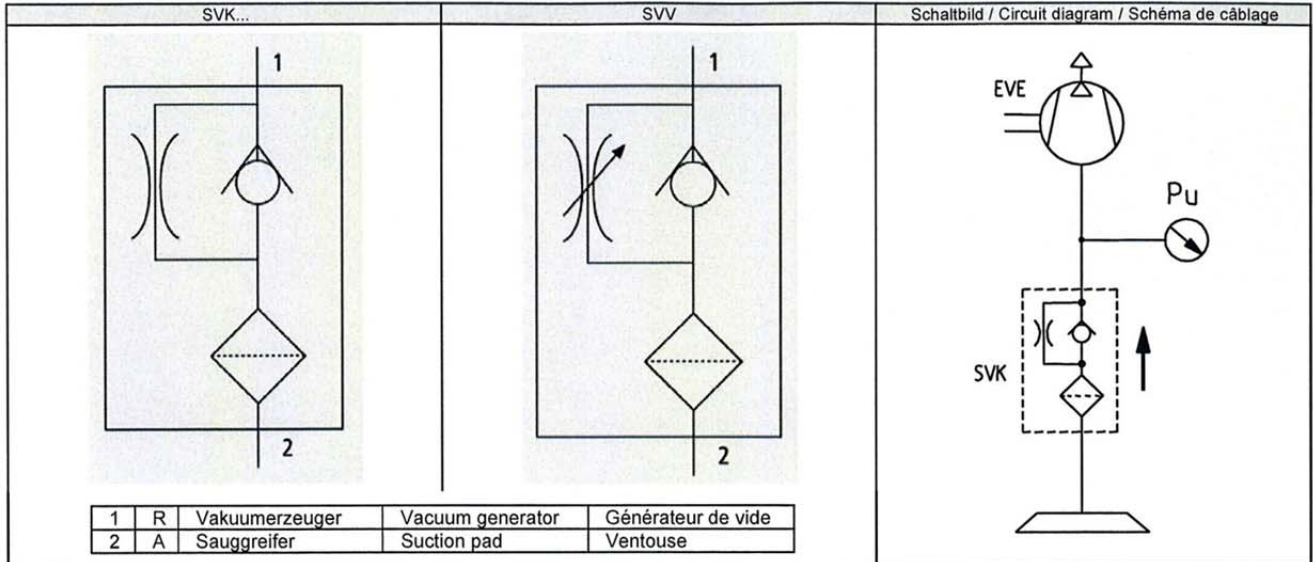 SVK...
SVV
Schaltbild / Circuit diagram / Schéma de câblage
1
2
1
2
EVE
Pu
SVK
1 R Vakuumerzeuger Vacuum generator Générateur de vide
2 A Sauggreifer Suction pad Ventouse